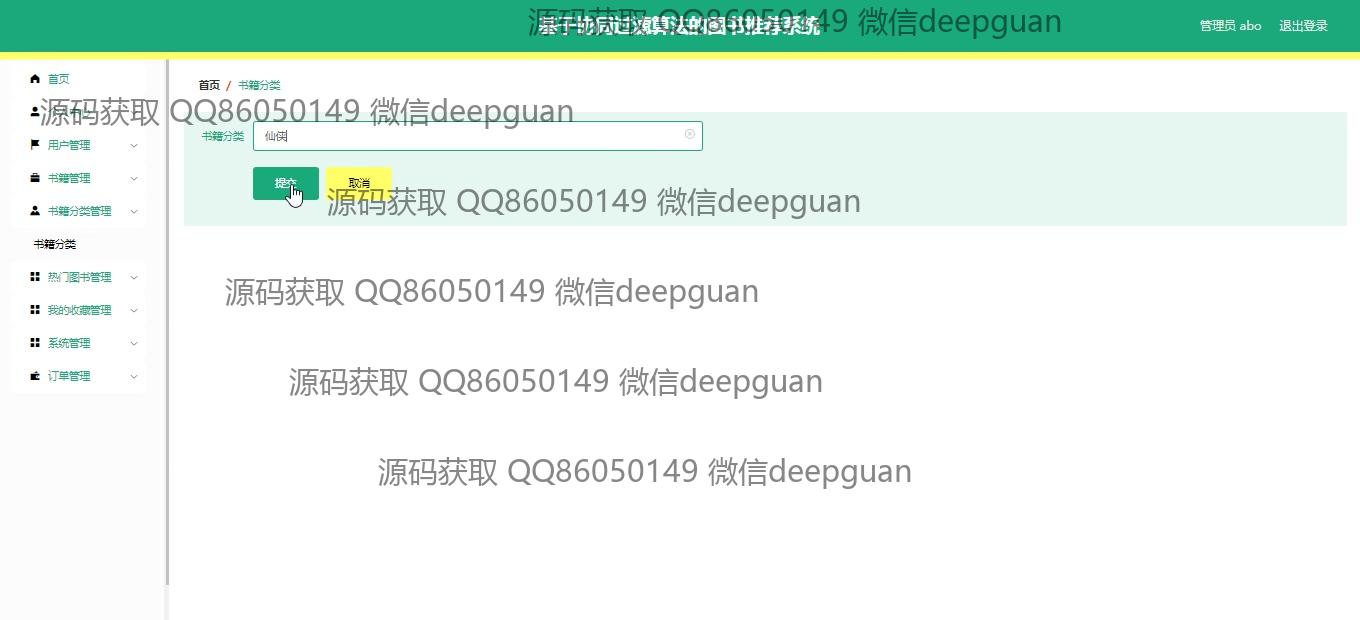 基于协同过滤算法的图书推荐系统
源码获取 QQ86050149 微信deepguan
管理员 abo 退出登录
首页
首页 / 书籍分类
源码获取 QQ86050149 微信deepguan
书籍分类 仙侠
用户管理
书籍管理
提交 取消
源码获取 QQ86050149 微信deepguan
书籍分类管理
书籍分类
热门图书管理
源码获取 QQ86050149 微信deepguan
我的收藏管理
系统管理
订单管理
源码获取 QQ86050149 微信deepguan
源码获取 QQ86050149 微信deepguan